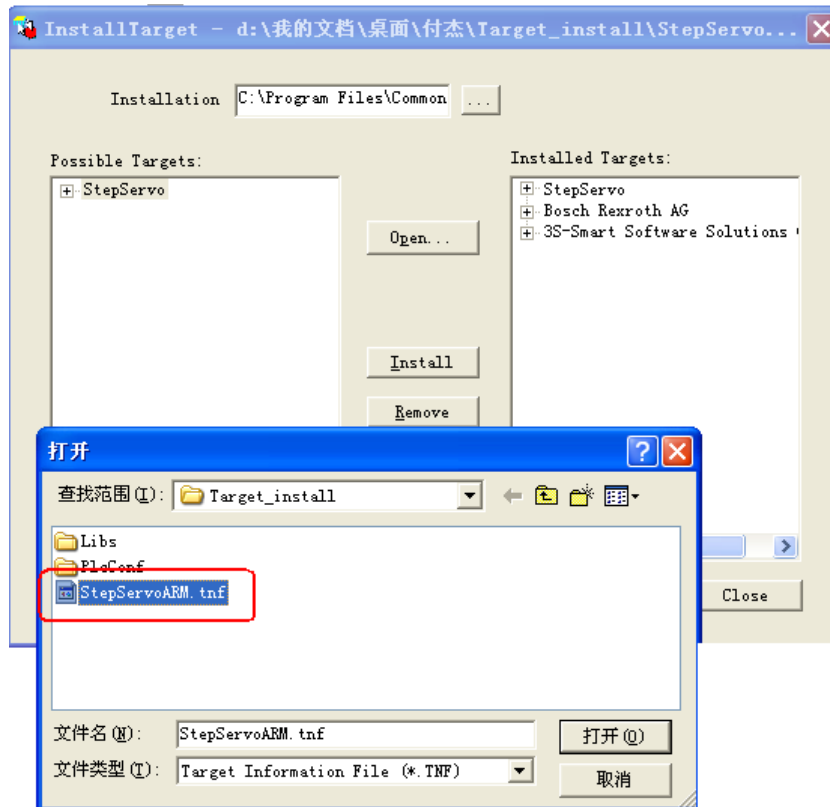 InstallTarget - d:\我的文档\桌面\付杰\Target_install\StepServo...
Installation C:\Program Files\Common ...
Possible Targets:
StepServo
Open...
Install
Remove
Installed Targets:
StepServo
Bosch Rexroth AG
3S-Smart Software Solutions
Close
打开
查找范围(I): Target_install
Libs
PlcConf
StepServoARM.tnf
文件名(N): StepServoARM.tnf
打开(O)
文件类型(T): Target Information File (*.TNF)
取消